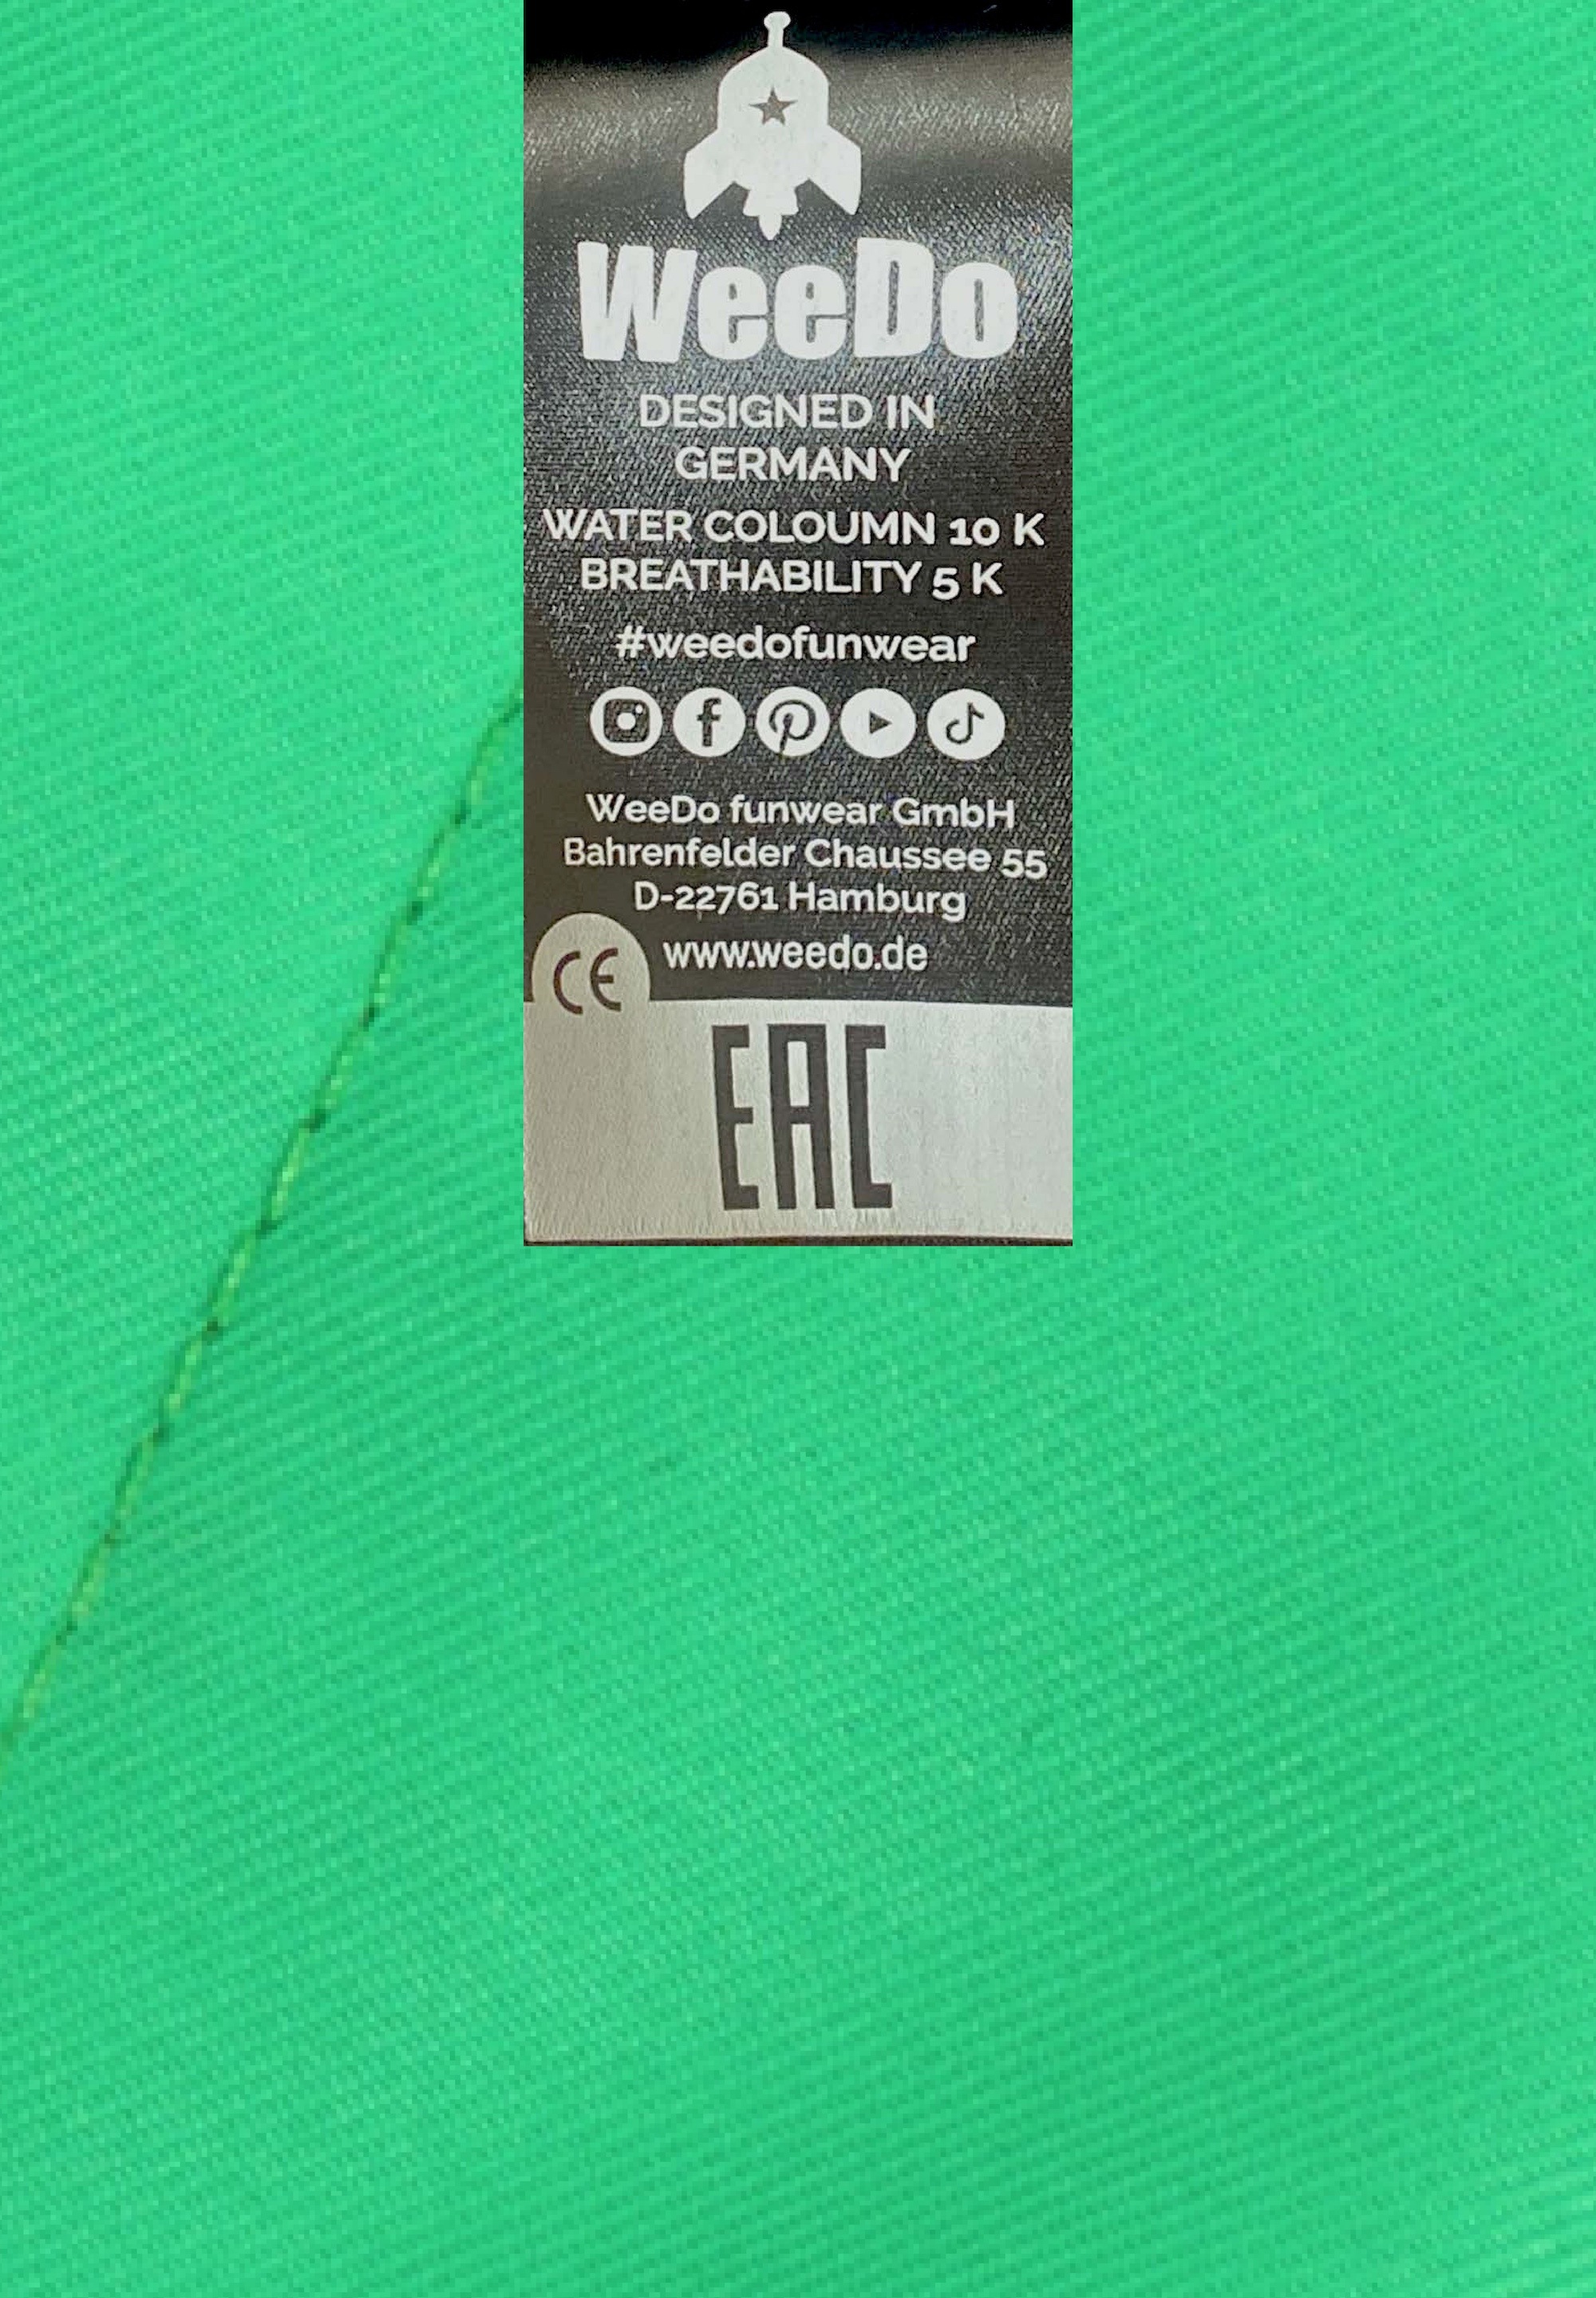 WeeDo
DESIGNED IN
GERMANY
WATER COLOUMN 10 K
BREATHABILITY 5 K
#weedofunwear
WeeDo funwear GmbH
Bahrenfelder Chaussee 55
D-22761 Hamburg
www.weedo.de
CE
EAC